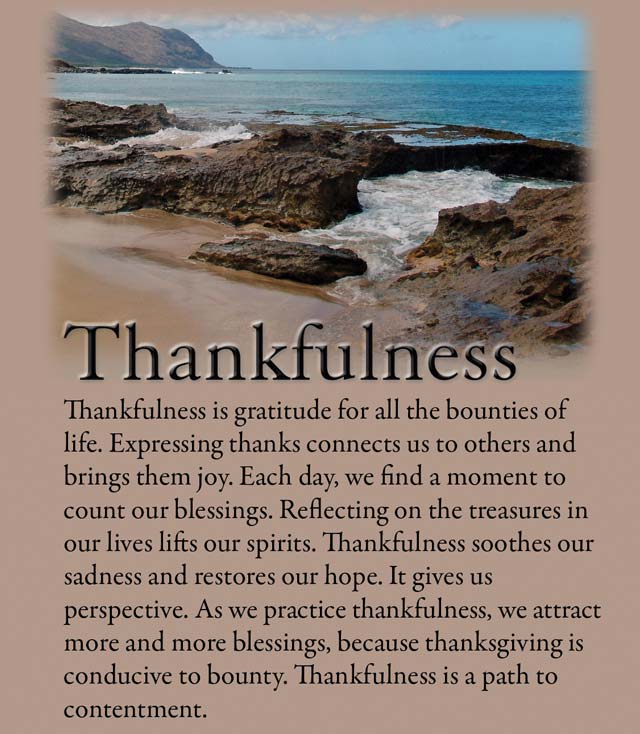 Thankfulness
Thankfulness is gratitude for all the bounties of
life. Expressing thanks connects us to others and
brings them joy. Each day, we find a moment to
count our blessings. Reflecting on the treasures in
our lives lifts our spirits. Thankfulness soothes our
sadness and restores our hope. It gives us
perspective. As we practice thankfulness, we attract
more and more blessings, because thanksgiving is
conducive to bounty. Thankfulness is a path to
contentment.